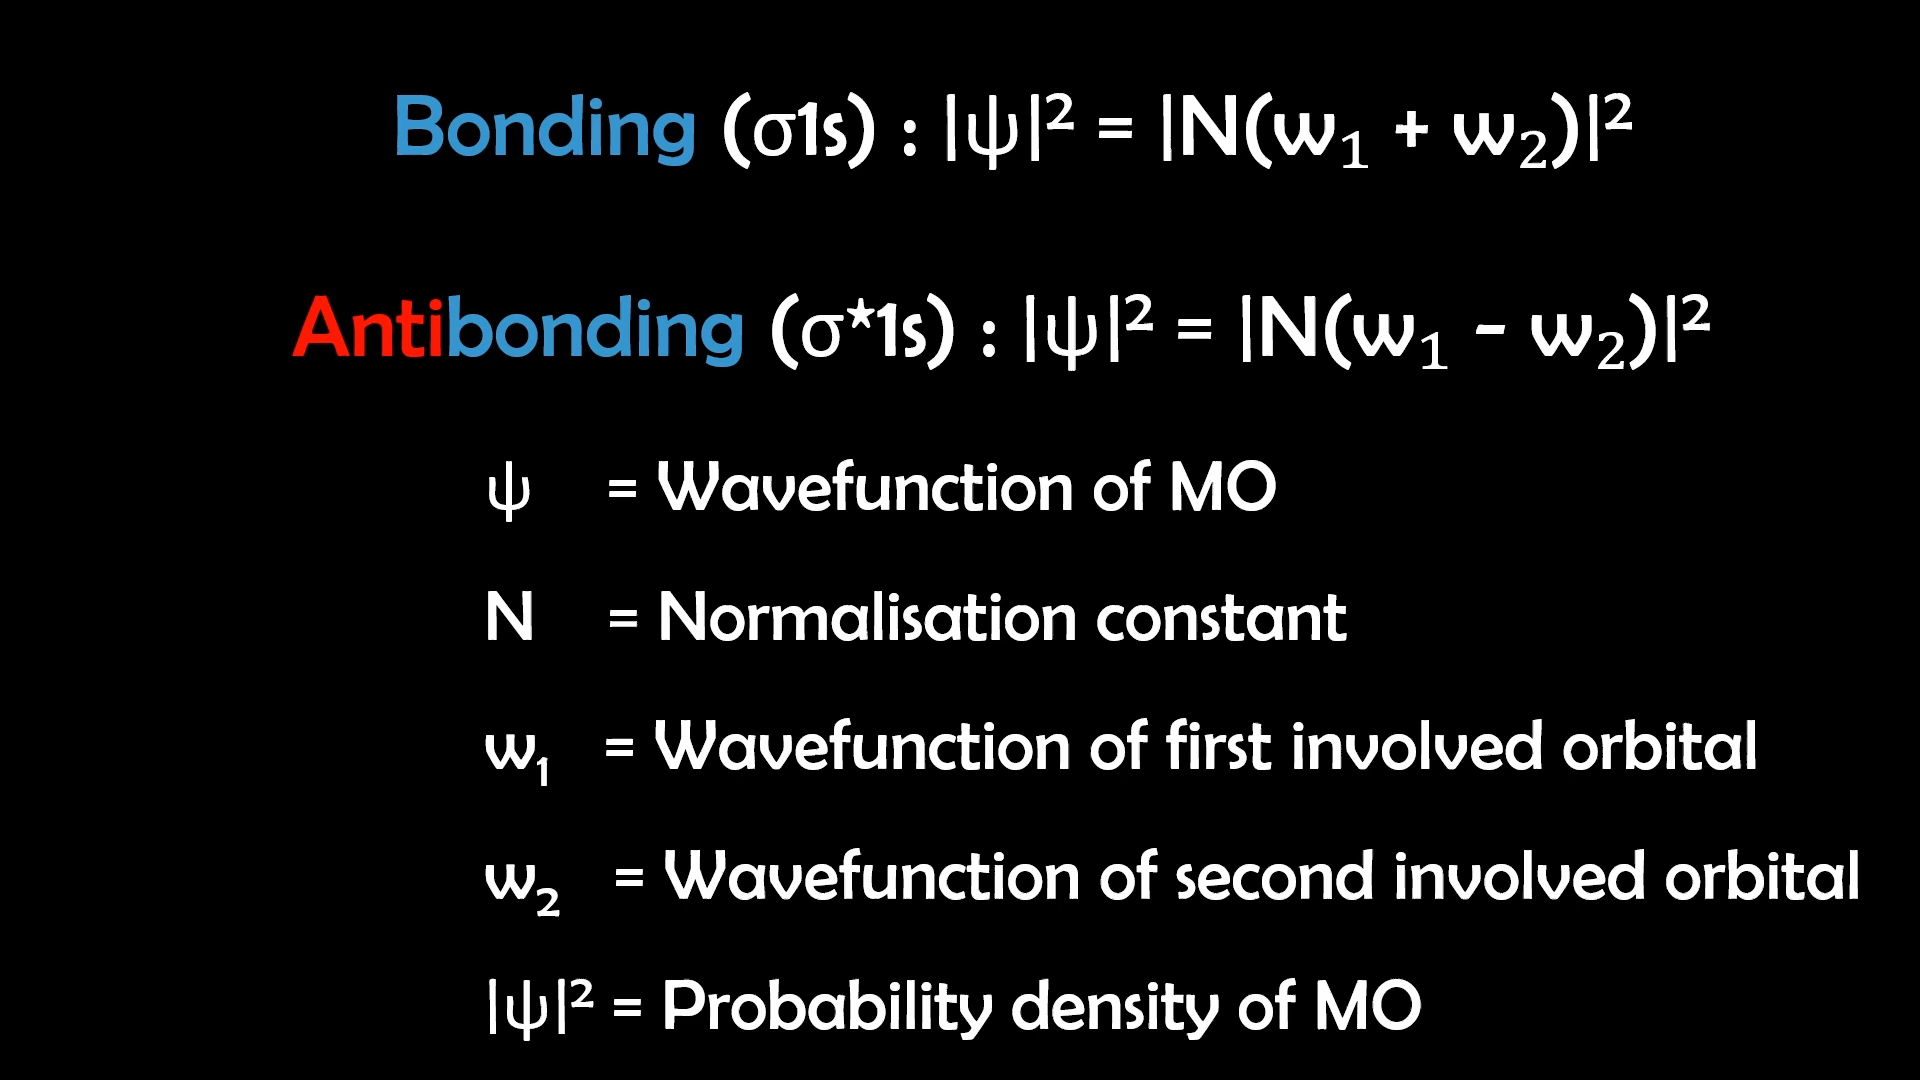 Bonding (σ1s) : |ψ|² = |N(w₁ + w₂)|²
Antibonding (σ*1s) : |ψ|² = |N(w₁ - w₂)|²
ψ = Wavefunction of MO
N = Normalisation constant
w₁ = Wavefunction of first involved orbital
w₂ = Wavefunction of second involved orbital
|ψ|² = Probability density of MO